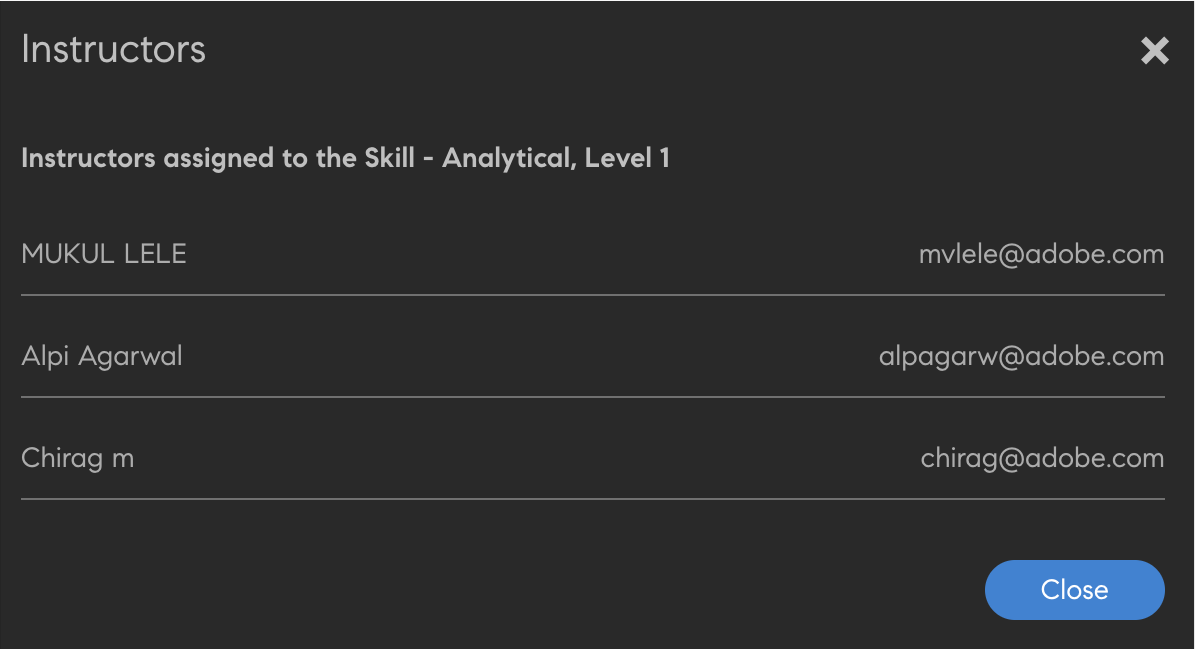 Instructors
Instructors assigned to the Skill - Analytical, Level 1
MUKUL LELE mvlele@adobe.com
Alpi Agarwal alpagarw@adobe.com
Chirag m chirag@adobe.com
Close